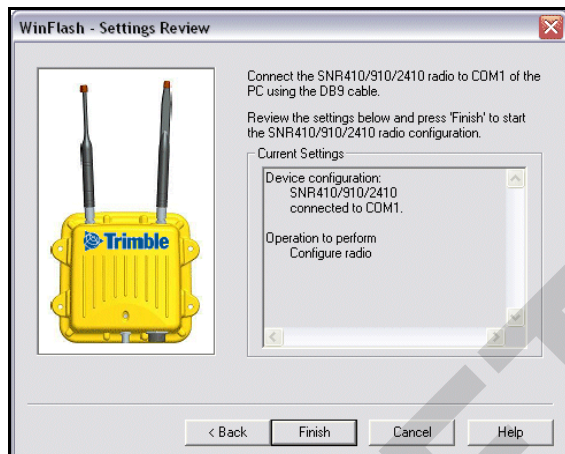 WinFlash - Settings Review
Connect the SNR410/910/2410 radio to COM1 of the
PC using the DB9 cable.
Review the settings below and press 'Finish' to start
the SNR410/910/2410 radio configuration.
Current Settings
Device configuration:
SNR410/910/2410
connected to COM1.
Operation to perform
Configure radio
Trimble
< Back
Finish
Cancel
Help